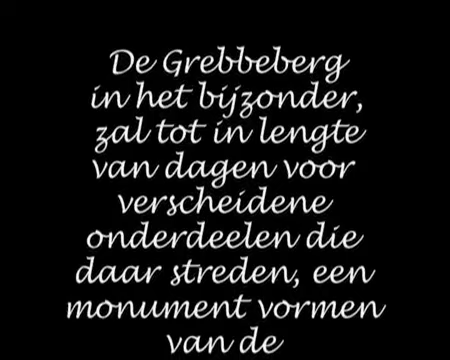 De Grebbeberg
in het bijzonder,
zal tot in lengte
van dagen voor
verscheidene
onderdeelen die
daar streden, een
monument vormen
van de